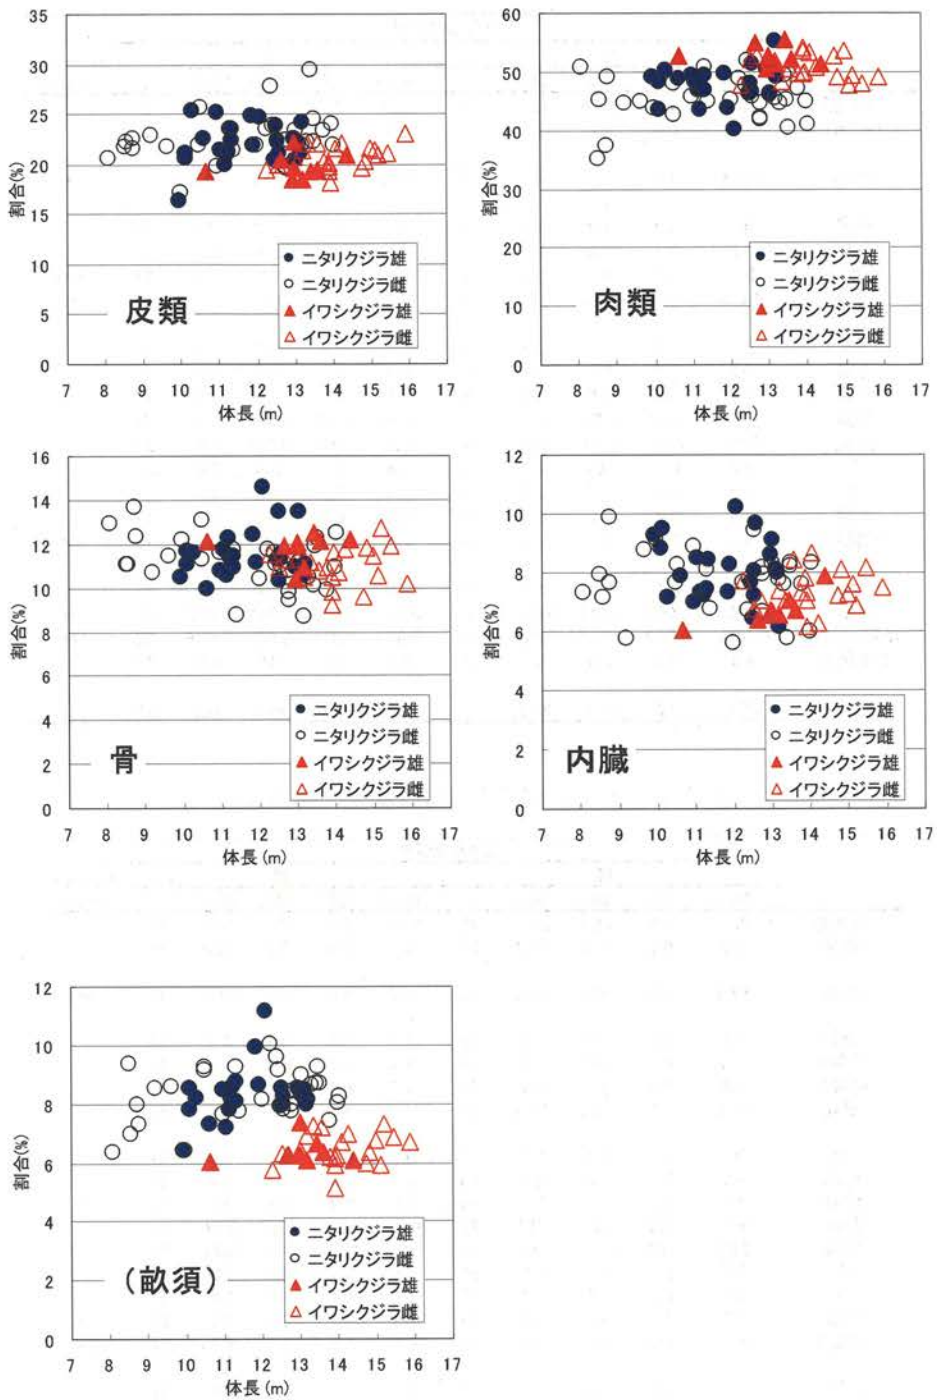 35
30
25
20
15
10
5
0
割合(%)
皮類
ニタリクジラ雄
ニタリクジラ雌
イワシクジラ雄
イワシクジラ雌
7 8 9 10 11 12 13 14 15 16 17
体長(m)
60
50
40
30
20
10
0
割合(%)
肉類
ニタリクジラ雄
ニタリクジラ雌
イワシクジラ雄
イワシクジラ雌
7 8 9 10 11 12 13 14 15 16 17
体長(m)
16
14
12
10
8
6
4
2
0
割合(%)
骨
ニタリクジラ雄
ニタリクジラ雌
イワシクジラ雄
イワシクジラ雌
7 8 9 10 11 12 13 14 15 16 17
体長(m)
12
10
8
6
4
2
0
割合(%)
内臓
ニタリクジラ雄
ニタリクジラ雌
イワシクジラ雄
イワシクジラ雌
7 8 9 10 11 12 13 14 15 16 17
体長(m)
12
10
8
6
4
2
0
割合(%)
(畝須)
ニタリクジラ雄
ニタリクジラ雌
イワシクジラ雄
イワシクジラ雌
7 8 9 10 11 12 13 14 15 16 17
体長(m)